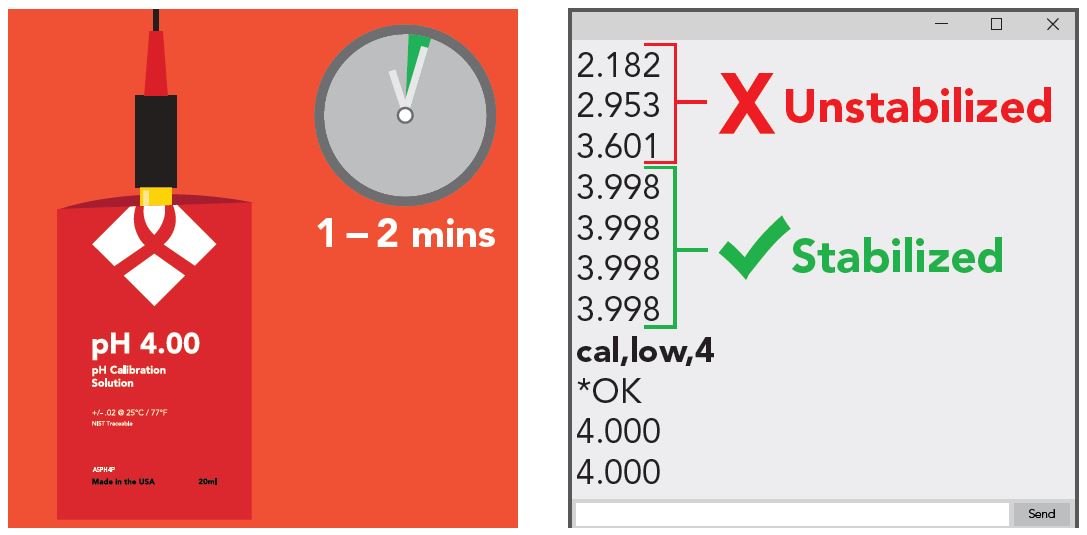 1 – 2 mins
pH 4.00
pH Calibration
Solution
+/- .02 @ 25°C / 77°F
NIST Traceable
ASPH4P
Made in the USA 20ml
2.182
2.953
3.601
X Unstabilized
3.998
3.998
3.998
3.998
Stabilized
cal,low,4
*OK
4.000
4.000
Send